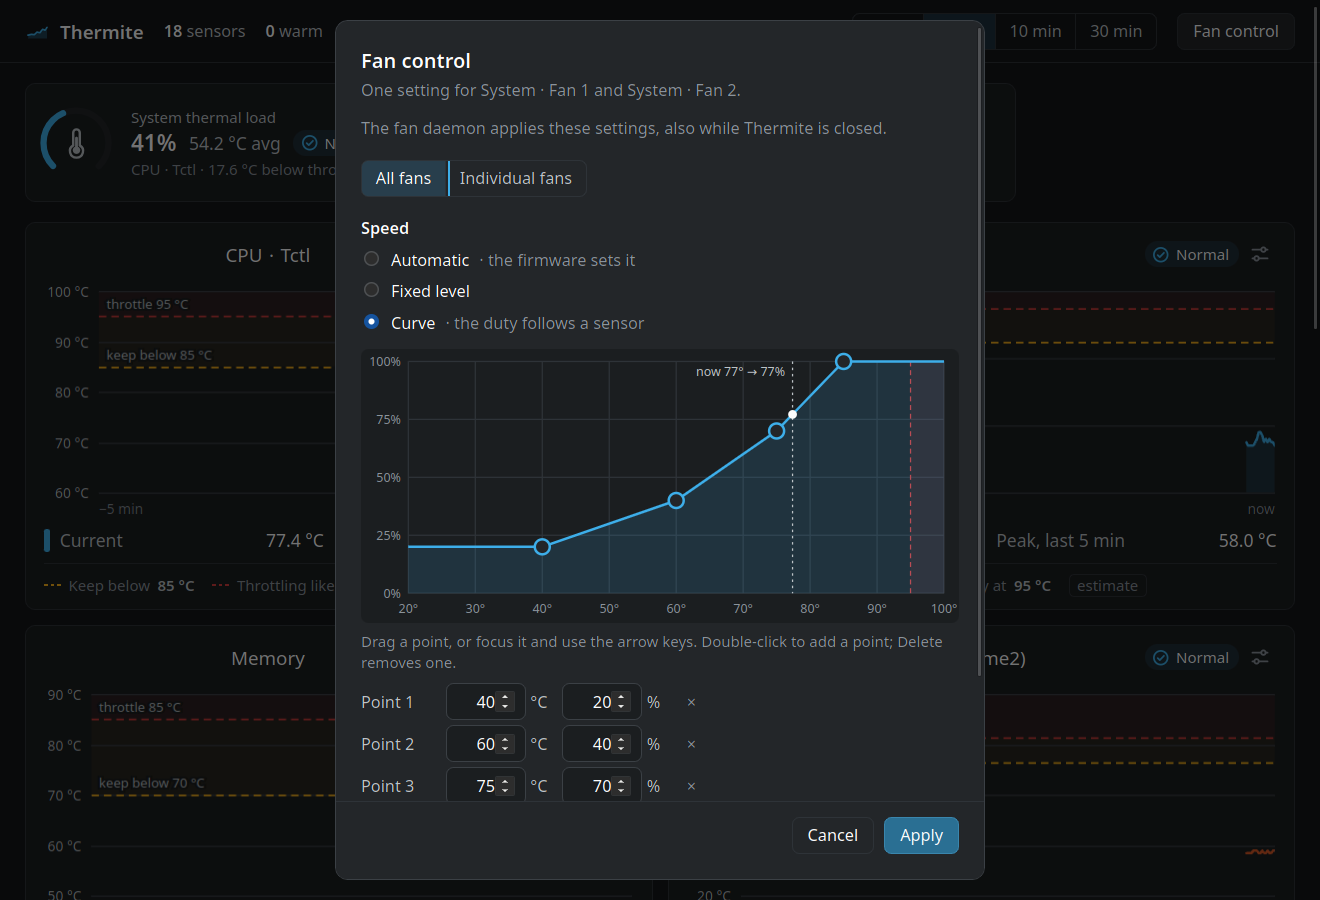 Thermite
18 sensors
0 warm
10 min
30 min
Fan control
System thermal load
41% 54.2 °C avg
CPU · Tctl · 17.6 °C below
Fan control
One setting for System · Fan 1 and System · Fan 2.
The fan daemon applies these settings, also while Thermite is closed.
All fans
Individual fans
Speed
Automatic · the firmware sets it
Fixed level
Curve · the duty follows a sensor
100%
75%
50%
25%
0%
now 77° → 77%
20° 30° 40° 50° 60° 70° 80° 90° 100°
Drag a point, or focus it and use the arrow keys. Double-click to add a point; Delete
removes one.
Point 1 40 °C 20 % ×
Point 2 60 °C 40 % ×
Point 3 75 °C 70 % ×
Cancel
Apply
CPU · Tctl
100 °C
throttle 95 °C
90 °C
keep below 85 °C
80 °C
70 °C
60 °C
−5 min
Current 77.4 °C
Keep below 85 °C
Throttling
Normal
now
Peak, last 5 min 58.0 °C
at 95 °C
estimate
Memory
90 °C
throttle 85 °C
80 °C
keep below 70 °C
70 °C
60 °C
50 °C
Normal
20 °C